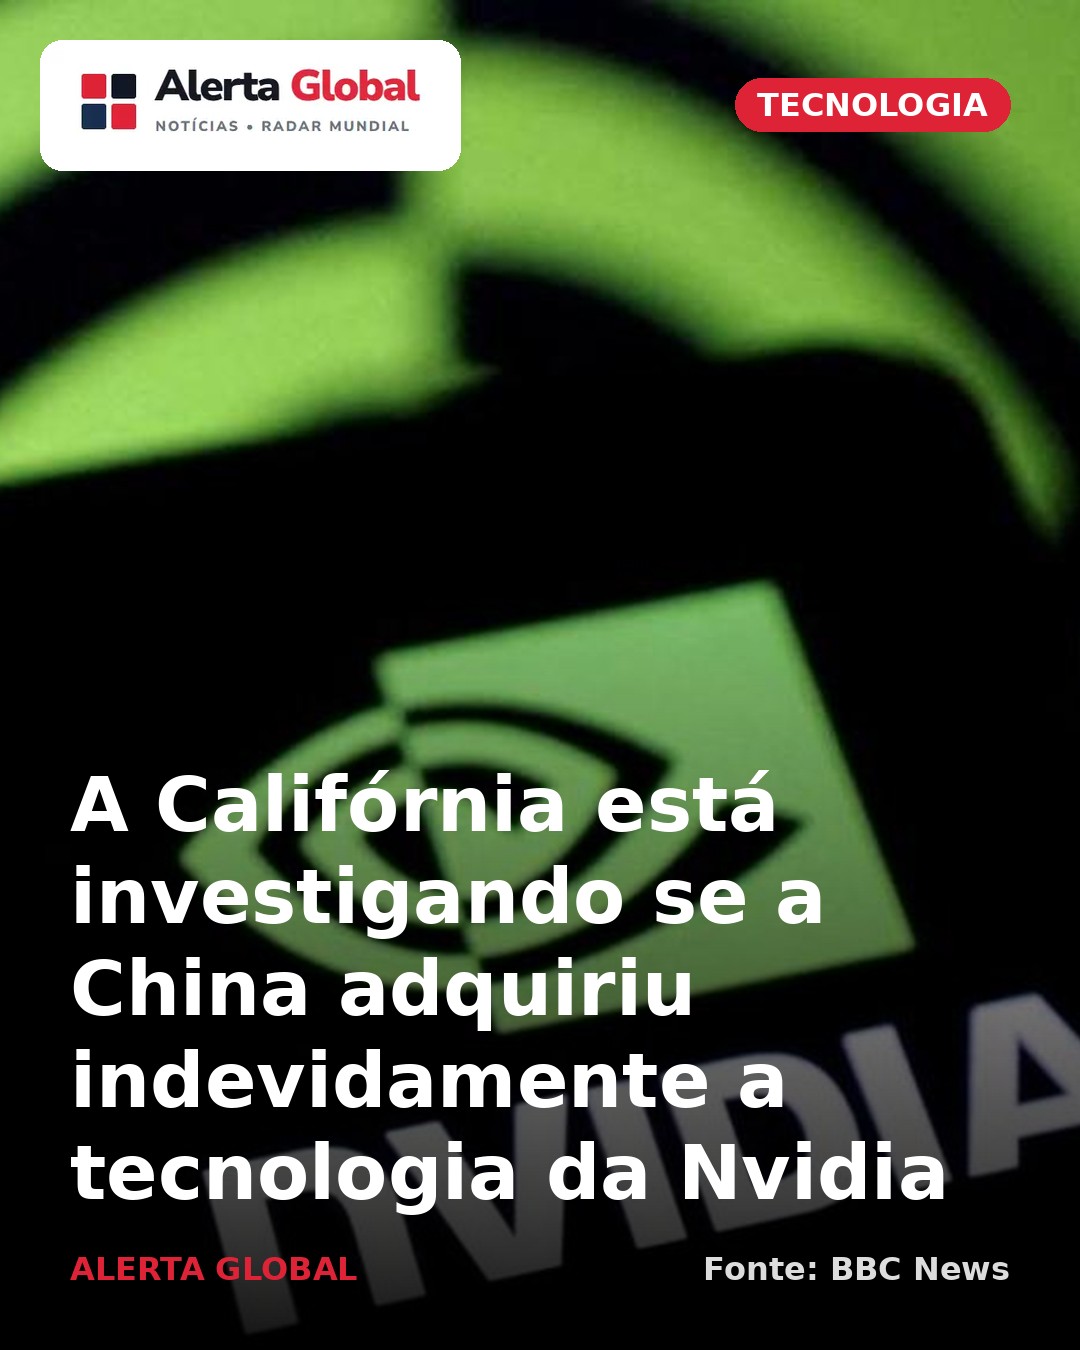 Alerta Global
NOTÍCIAS • RADAR MUNDIAL
TECNOLOGIA
A Califórnia está
investigando se a
China adquiriu
indevidamente a
tecnologia da Nvidia
NVIDIA
ALERTA GLOBAL
Fonte: BBC News